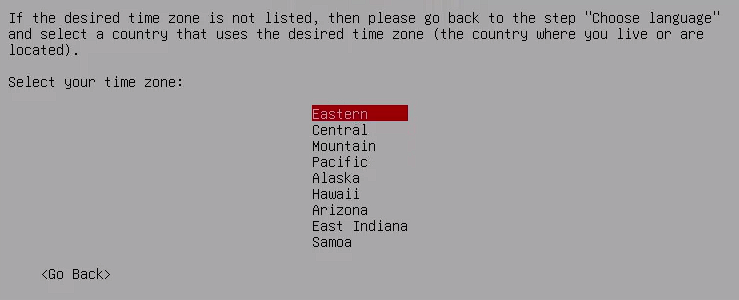 If the desired time zone is not listed, then please go back to the step "Choose language"
and select a country that uses the desired time zone (the country where you live or are
located).
Select your time zone:
Eastern
Central
Mountain
Pacific
Alaska
Hawaii
Arizona
East Indiana
Samoa
<Go Back>